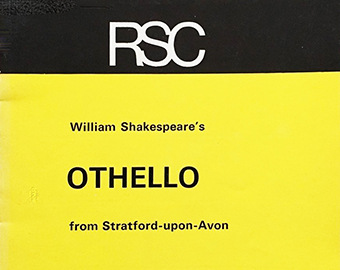 RSC
William Shakespeare's
OTHELLO
from Stratford-upon-Avon